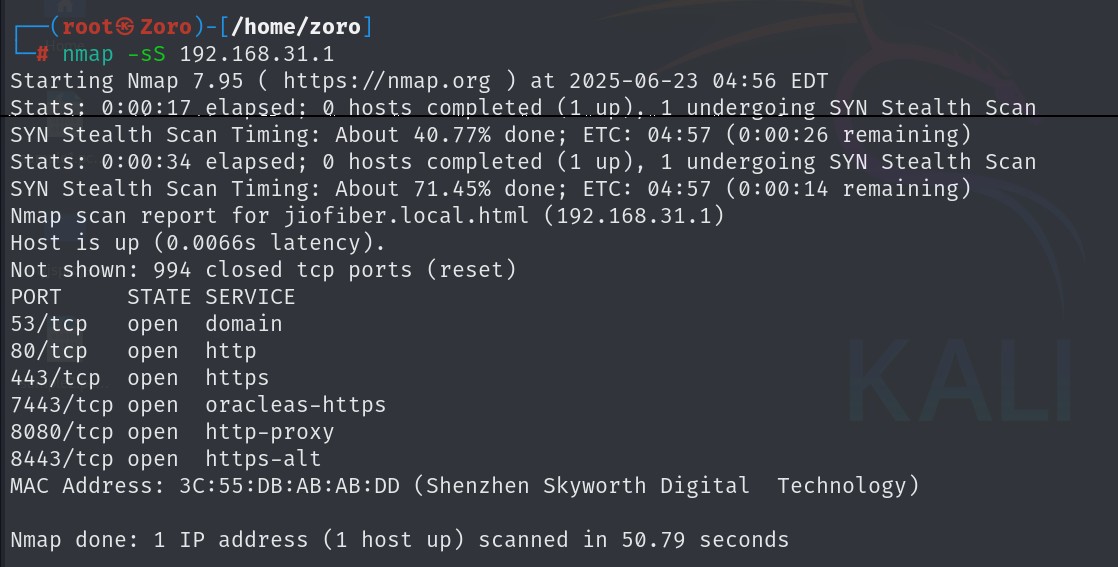 (root㉿Zoro)-[/home/zoro]
# nmap -sS 192.168.31.1
Starting Nmap 7.95 ( https://nmap.org ) at 2025-06-23 04:56 EDT
Stats: 0:00:17 elapsed; 0 hosts completed (1 up), 1 undergoing SYN Stealth Scan
SYN Stealth Scan Timing: About 40.77% done; ETC: 04:57 (0:00:26 remaining)
Stats: 0:00:34 elapsed; 0 hosts completed (1 up), 1 undergoing SYN Stealth Scan
SYN Stealth Scan Timing: About 71.45% done; ETC: 04:57 (0:00:14 remaining)
Nmap scan report for jiofiber.local.html (192.168.31.1)
Host is up (0.0066s latency).
Not shown: 994 closed tcp ports (reset)
PORT     STATE SERVICE
53/tcp   open  domain
80/tcp   open  http
443/tcp  open  https
7443/tcp open  oracleas-https
8080/tcp open  http-proxy
8443/tcp open  https-alt
MAC Address: 3C:55:DB:AB:AB:DD (Shenzhen Skyworth Digital  Technology)
Nmap done: 1 IP address (1 host up) scanned in 50.79 seconds
KALI